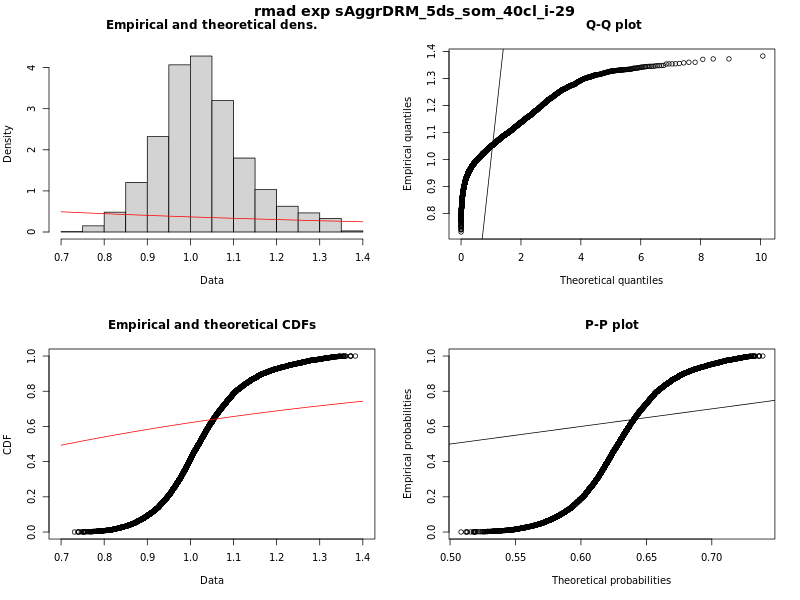 rmad exp sAggrDRM_5ds_som_40cl_i-29
Empirical and theoretical dens.
Density
0 1 2 3 4
0.7 0.8 0.9 1.0 1.1 1.2 1.3 1.4
Data
Q-Q plot
Empirical quantiles
0.8 0.9 1.0 1.1 1.2 1.3 1.4
0 2 4 6 8 10
Theoretical quantiles
Empirical and theoretical CDFs
CDF
0.0 0.2 0.4 0.6 0.8 1.0
0.7 0.8 0.9 1.0 1.1 1.2 1.3 1.4
Data
P-P plot
Empirical probabilities
0.0 0.2 0.4 0.6 0.8 1.0
0.50 0.55 0.60 0.65 0.70
Theoretical probabilities